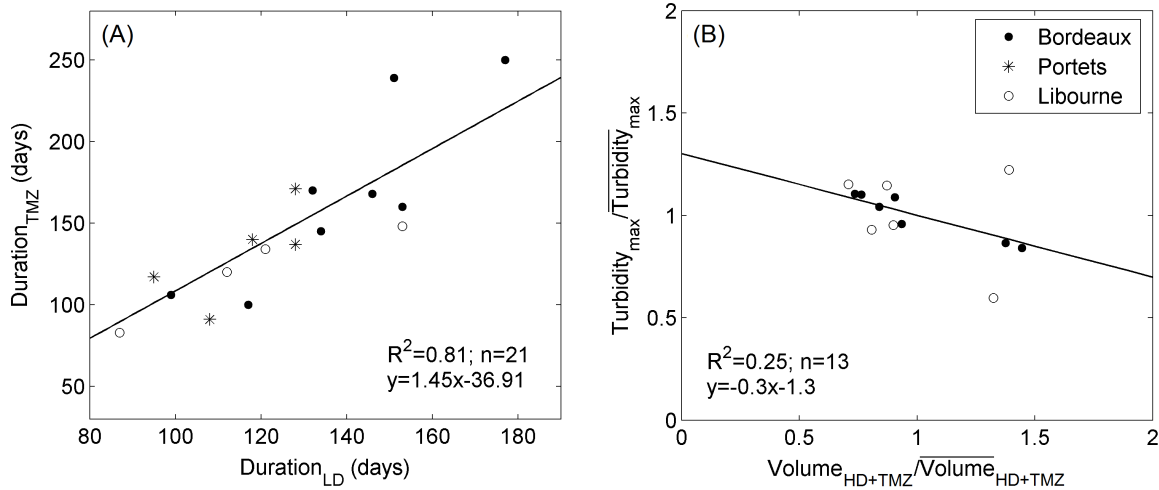 (A)
250
200
150
100
50
80 100 120 140 160 180
Duration_TMZ (days)
Duration_LD (days)
R²=0.81; n=21
y=1.45x-36.91
(B)
2
1.5
1
0.5
0
0 0.5 1 1.5 2
Turbidity_max/Turbidity_max
Volume_HD+TMZ/Volume_HD+TMZ
Bordeaux
Portets
Libourne
R²=0.25; n=13
y=-0.3x-1.3